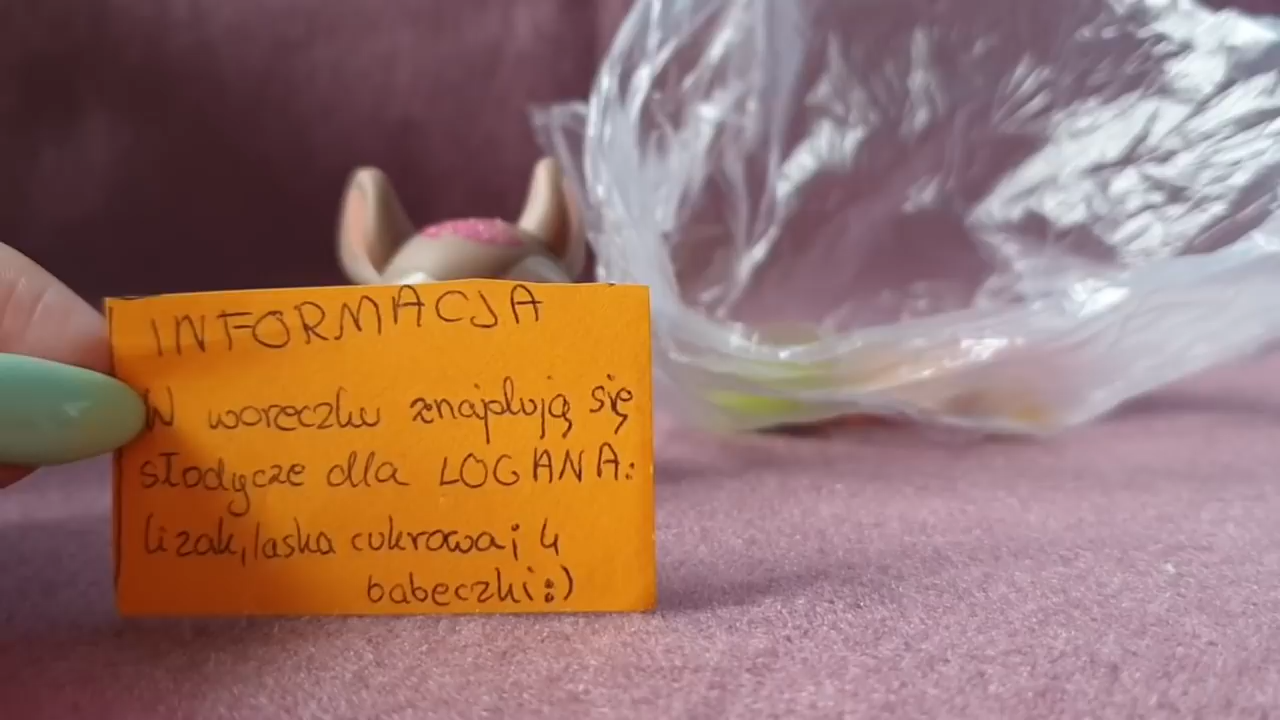 INFORMACJA
W woreczku znajdują się
słodycze dla LOGANA:
lizak, laska cukrowa i 4
babeczki :)